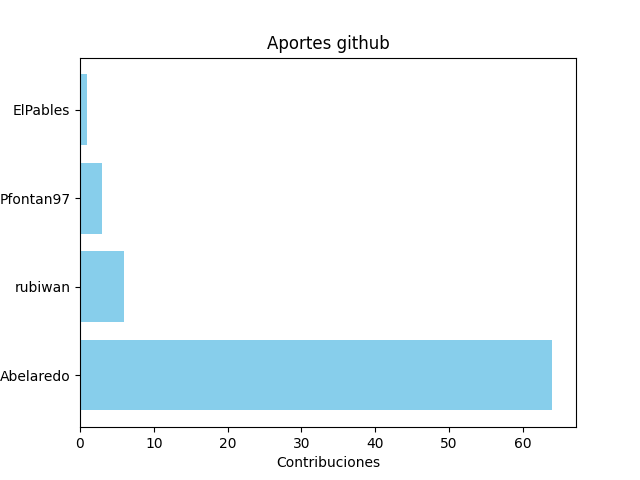 Aportes github
ElPables
Pfontan97
rubiwan
Abelaredo
0 10 20 30 40 50 60
Contribuciones